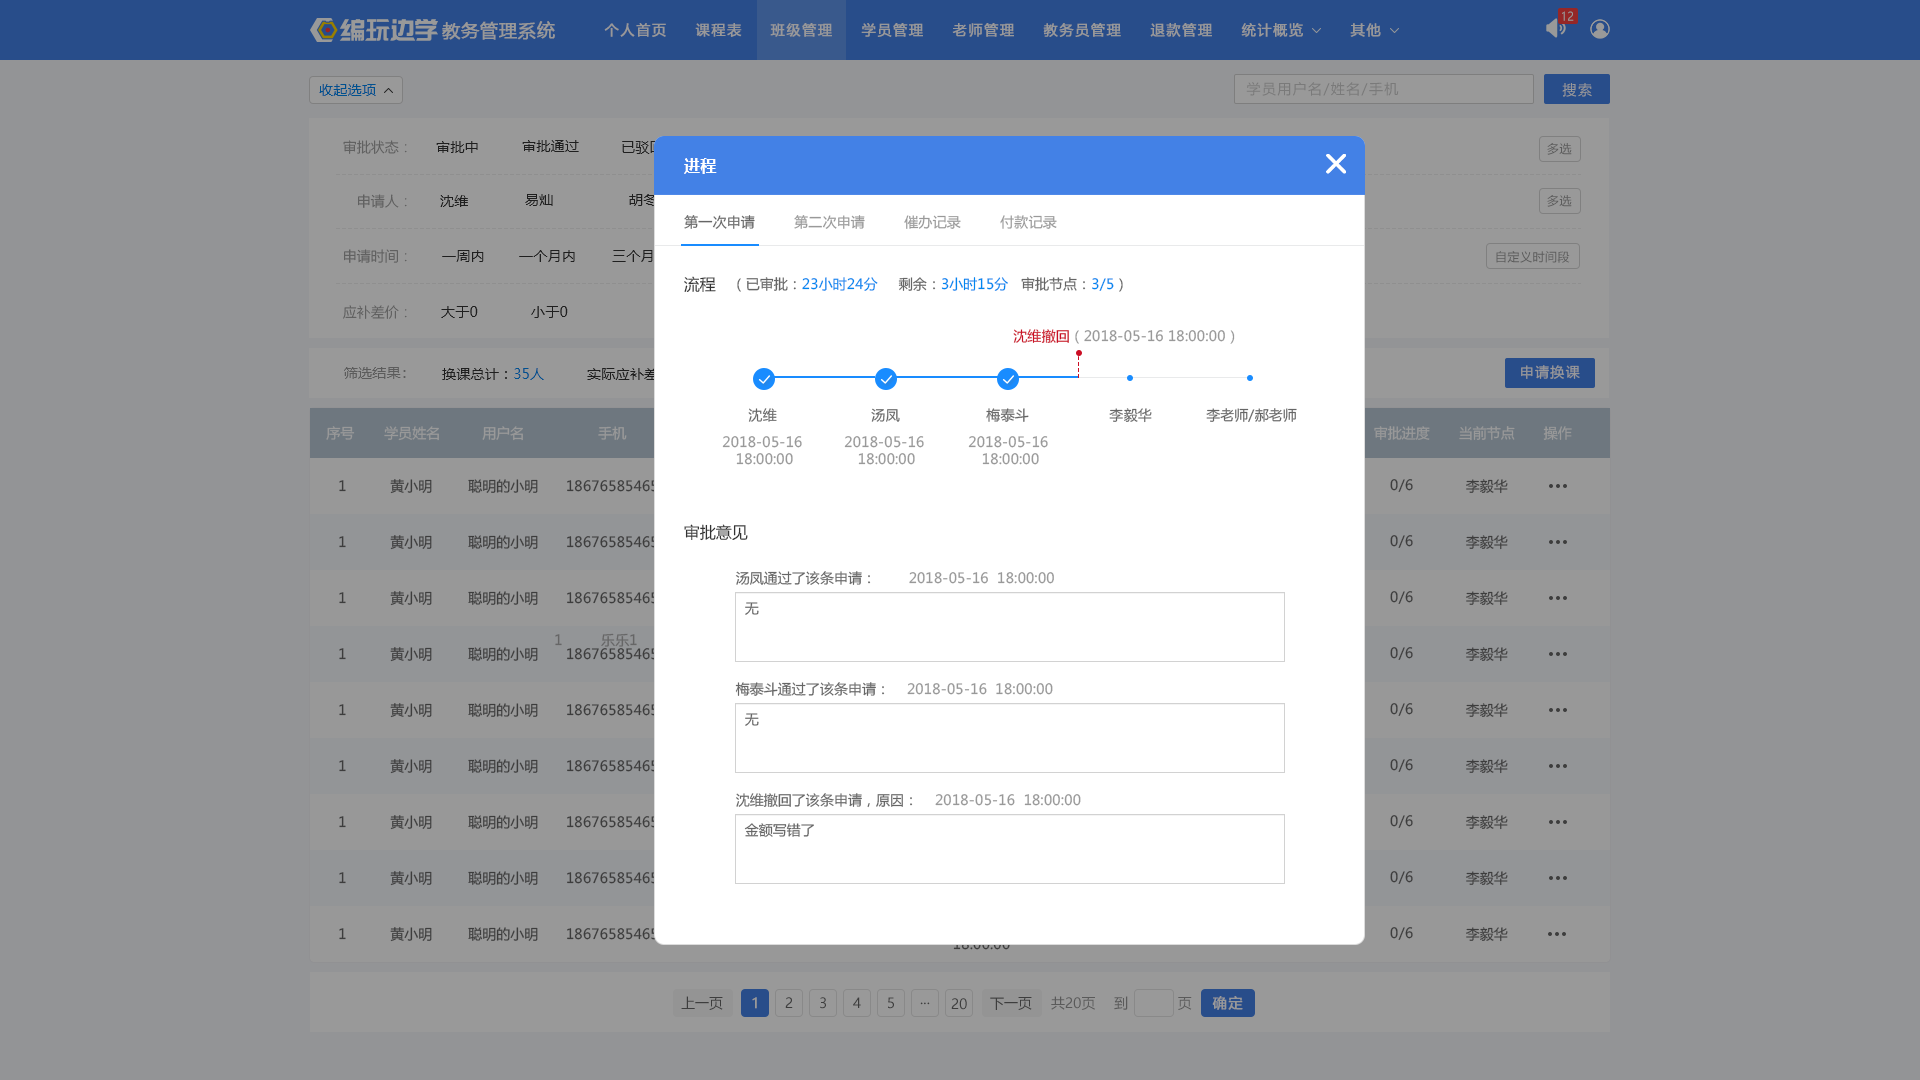 编玩边学 教务管理系统 个人首页 课程表 班级管理 学员管理 老师管理 教务员管理 退款管理 统计概览 其他 12
收起选项 学员用户名/姓名/手机 搜索
审批状态： 审批中 审批通过 多选
申请人： 沈维 易灿 多选
申请时间： 一周内 一个月内 三个月 自定义时间段
应补差价： 大于0 小于0
筛选结果： 换课总计：35人 实际应补差 申请换课
序号 学员姓名 用户名 手机 审批进度 当前节点 操作
1 黄小明 聪明的小明 1867658546 0/6 李毅华 •••
1 黄小明 聪明的小明 1867658546 0/6 李毅华 •••
1 黄小明 聪明的小明 1867658546 0/6 李毅华 •••
1 乐乐1
1 黄小明 聪明的小明 1867658546 0/6 李毅华 •••
1 黄小明 聪明的小明 1867658546 0/6 李毅华 •••
1 黄小明 聪明的小明 1867658546 0/6 李毅华 •••
1 黄小明 聪明的小明 1867658546 0/6 李毅华 •••
1 黄小明 聪明的小明 1867658546 0/6 李毅华 •••
1 黄小明 聪明的小明 1867658546 0/6 李毅华 •••
上一页 1 2 3 4 5 ··· 20 下一页 共20页 到 页 确定
进程
第一次申请 第二次申请 催办记录 付款记录
流程 （已审批：23小时24分 剩余：3小时15分 审批节点：3/5）
沈维撤回（2018-05-16 18:00:00）
沈维 汤凤 梅泰斗 李毅华 李老师/郝老师
2018-05-16 2018-05-16 2018-05-16
18:00:00 18:00:00 18:00:00
审批意见
汤凤通过了该条申请： 2018-05-16 18:00:00
无
梅泰斗通过了该条申请： 2018-05-16 18:00:00
无
沈维撤回了该条申请，原因： 2018-05-16 18:00:00
金额写错了